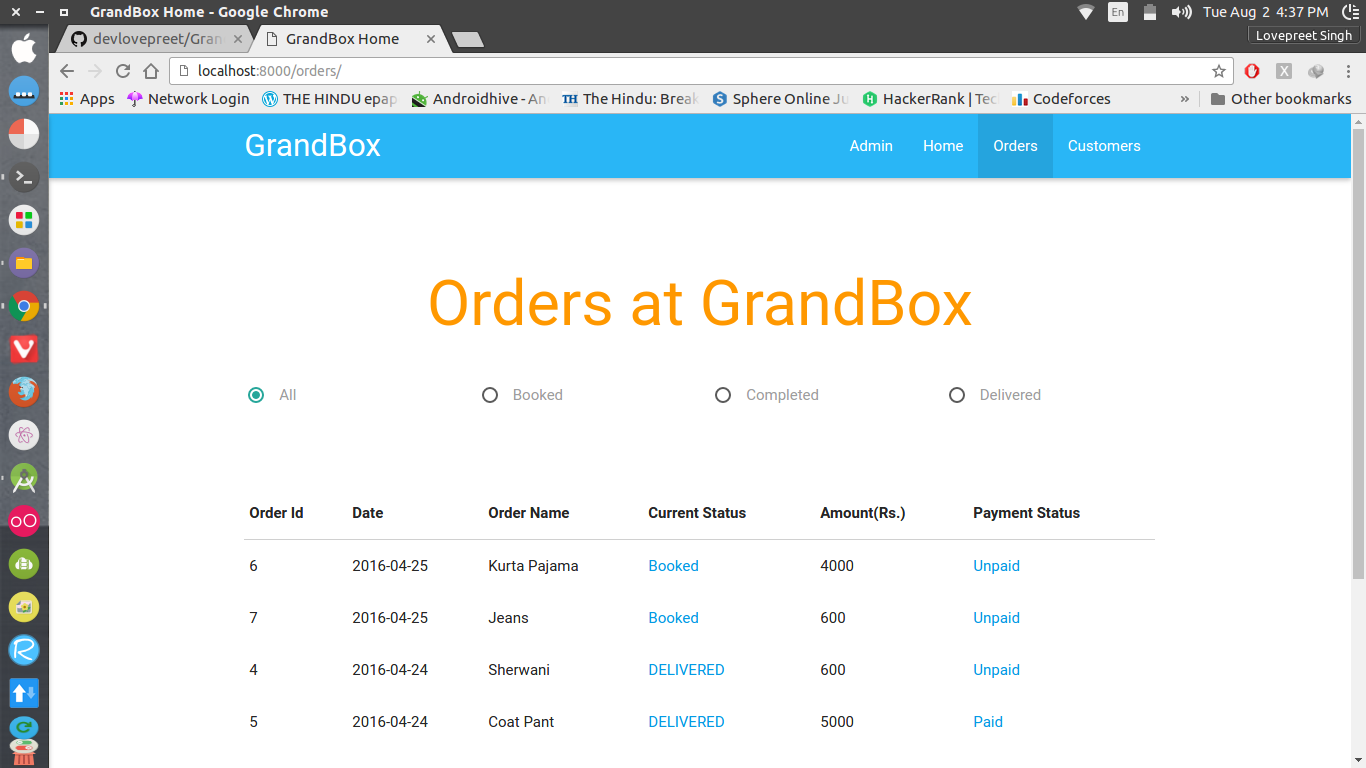 GrandBox Home - Google Chrome
En
Tue Aug 2 4:37 PM
devlovepreet/Gran
GrandBox Home
Lovepreet Singh
localhost:8000/orders/
Apps
Network Login
THE HINDU epap
Androidhive - An
The Hindu: Break
Sphere Online Ju
HackerRank | Tec
Codeforces
»
Other bookmarks
GrandBox
Admin
Home
Orders
Customers
Orders at GrandBox
All
Booked
Completed
Delivered
Order Id Date Order Name Current Status Amount(Rs.) Payment Status
6 2016-04-25 Kurta Pajama Booked 4000 Unpaid
7 2016-04-25 Jeans Booked 600 Unpaid
4 2016-04-24 Sherwani DELIVERED 600 Unpaid
5 2016-04-24 Coat Pant DELIVERED 5000 Paid